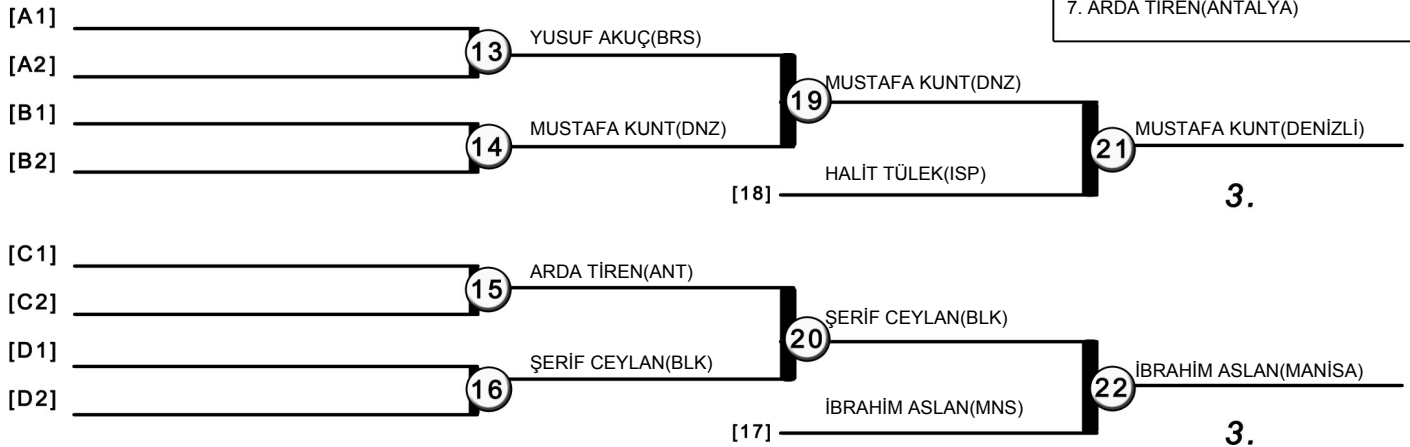 7. ARDA TİREN(ANTALYA)
[A1]
13
YUSUF AKUÇ(BRS)
[A2]
19
MUSTAFA KUNT(DNZ)
[B1]
14
MUSTAFA KUNT(DNZ)
21
MUSTAFA KUNT(DENİZLİ)
[B2]
[18]
HALİT TÜLEK(ISP)
3.
[C1]
15
ARDA TİREN(ANT)
[C2]
20
ŞERİF CEYLAN(BLK)
[D1]
16
ŞERİF CEYLAN(BLK)
22
İBRAHİM ASLAN(MANİSA)
[D2]
[17]
İBRAHİM ASLAN(MNS)
3.